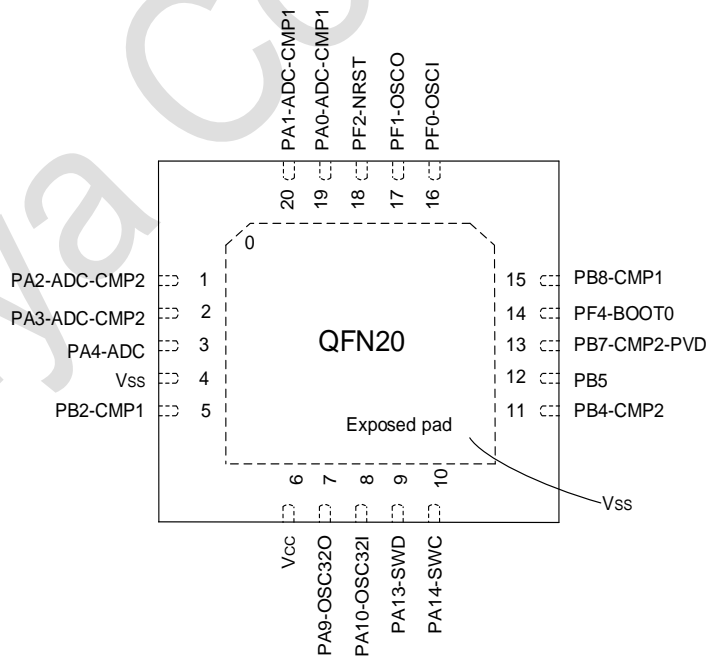 PA1-ADC-CMP1
PA0-ADC-CMP1
PF2-NRST
PF1-OSCO
PF0-OSCI
20
19
18
17
16
0
PA2-ADC-CMP2 1
PA3-ADC-CMP2 2
PA4-ADC 3
Vss 4
PB2-CMP1 5
QFN20
Exposed pad
15 PB8-CMP1
14 PF4-BOOT0
13 PB7-CMP2-PVD
12 PB5
11 PB4-CMP2
Vss
6
7
8
9
10
Vcc
PA9-OSC32O
PA10-OSC32I
PA13-SWD
PA14-SWC